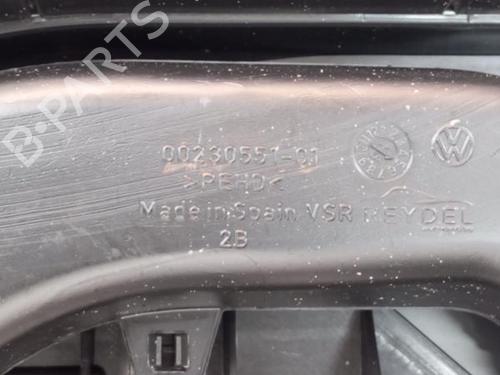 B-PARTS
00230551-01
>PEHD<
Made in Spain VSR REYDEL
2B
H